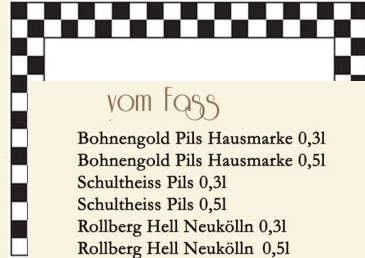 vom Fass
Bohnengold Pils Hausmarke 0,3l
Bohnengold Pils Hausmarke 0,5l
Schultheiss Pils 0,3l
Schultheiss Pils 0,5l
Rollberg Hell Neukölln 0,3l
Rollberg Hell Neukölln 0,5l